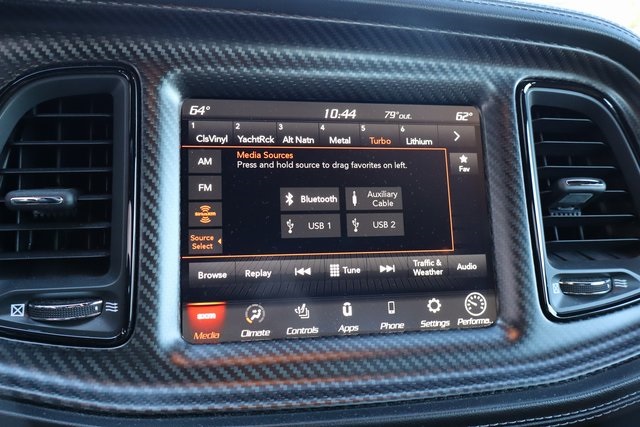 64° 10:44 79°out. 62°
1 2 3 4 5 6
ClsVinyl YachtRck Alt Natn Metal Turbo Lithium
AM
Media Sources
Press and hold source to drag favorites on left.
Fav
FM
Bluetooth
Auxiliary
Cable
SiriusXM
USB 1 USB 2
Source
Select
Browse Replay Tune Traffic &
Weather Audio
Media Climate Controls Apps Phone Settings Performa..